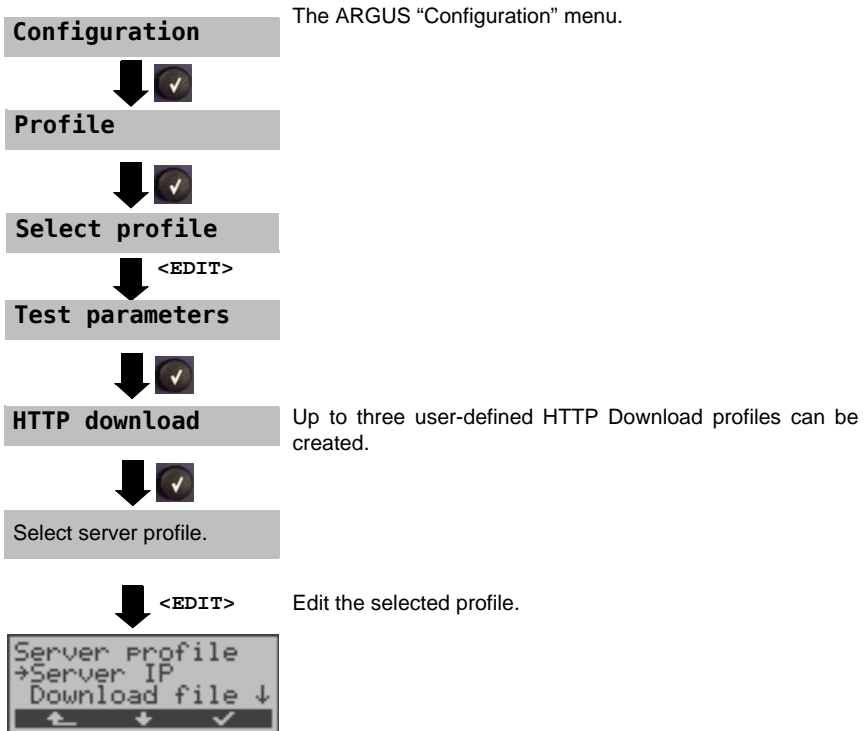 Configuration
The ARGUS “Configuration” menu.
Profile
Select profile
<EDIT>
Test parameters
HTTP download
Up to three user-defined HTTP Download profiles can be
created.
Select server profile.
<EDIT>
Edit the selected profile.
Server profile
→Server IP
Download file ↓